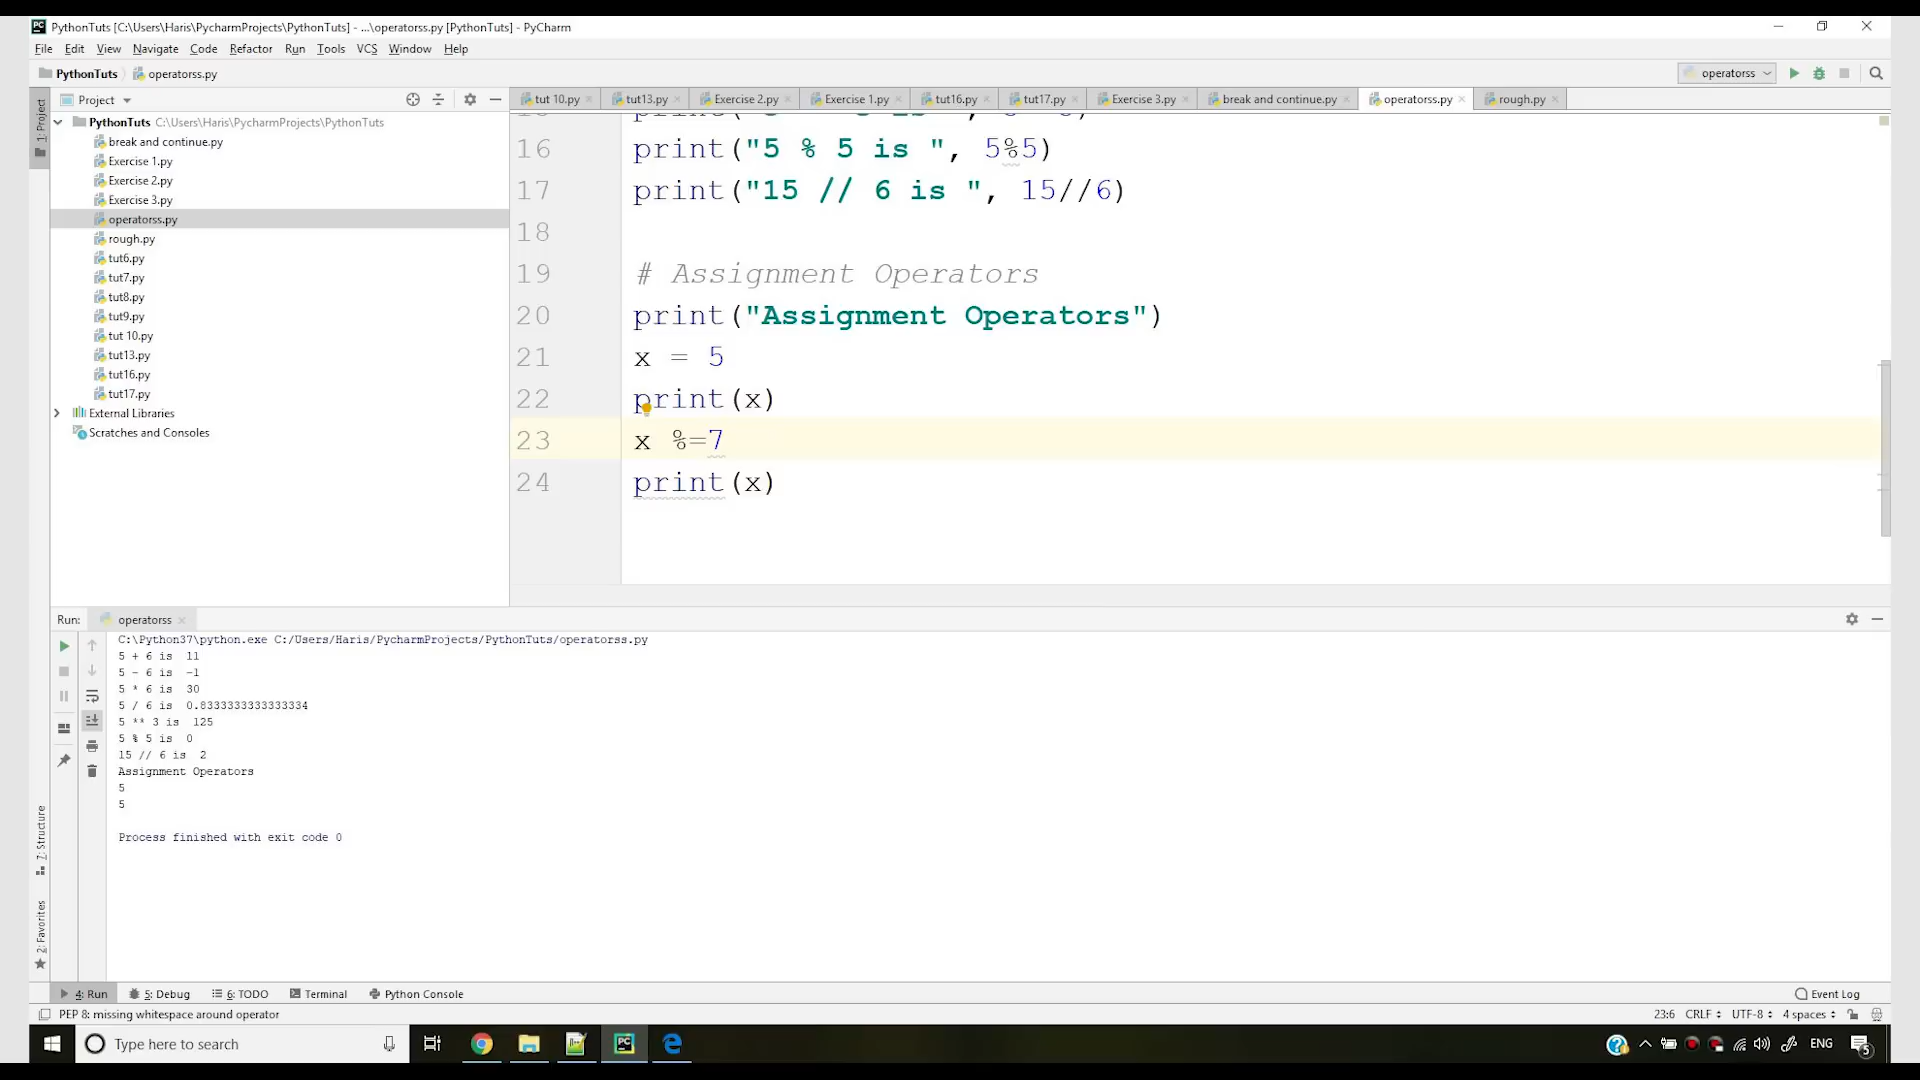 PythonTuts [C:\Users\Haris\PycharmProjects\PythonTuts] - ...\operatorss.py [PythonTuts] - PyCharm
File Edit View Navigate Code Refactor Run Tools VCS Window Help
PythonTuts operatorss.py
operatorss
Project
tut 10.py tut13.py Exercise 2.py Exercise 1.py tut16.py tut17.py Exercise 3.py break and continue.py operatorss.py rough.py
1: Project
PythonTuts C:\Users\Haris\PycharmProjects\PythonTuts
break and continue.py
Exercise 1.py
Exercise 2.py
Exercise 3.py
operatorss.py
rough.py
tut6.py
tut7.py
tut8.py
tut9.py
tut 10.py
tut13.py
tut16.py
tut17.py
External Libraries
Scratches and Consoles
16 print("5 % 5 is ", 5%5)
17 print("15 // 6 is ", 15//6)
18
19 # Assignment Operators
20 print("Assignment Operators")
21 x = 5
22 print(x)
23 x %=7
24 print(x)
Run: operatorss
C:\Python37\python.exe C:/Users/Haris/PycharmProjects/PythonTuts/operatorss.py
5 + 6 is  11
5 - 6 is  -1
5 * 6 is  30
5 / 6 is  0.8333333333333334
5 ** 3 is  125
5 % 5 is  0
15 // 6 is  2
Assignment Operators
5
5
Process finished with exit code 0
7: Structure
2: Favorites
4: Run 5: Debug 6: TODO Terminal Python Console Event Log
PEP 8: missing whitespace around operator 23:6 CRLF UTF-8 4 spaces
Type here to search ENG 5